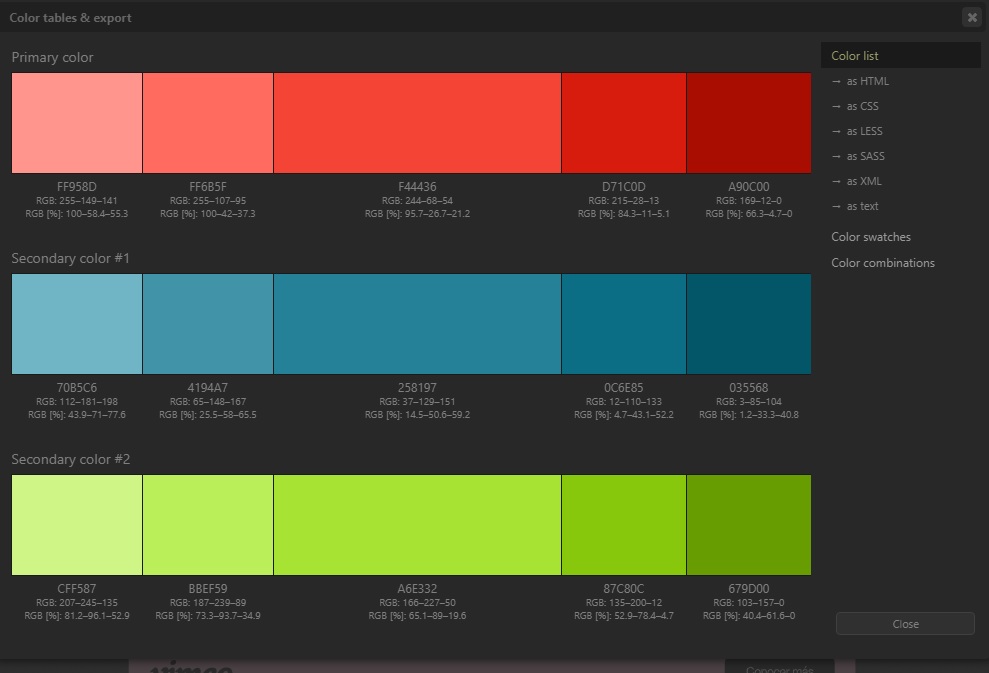 Color tables & export
Primary color
FF958D
RGB: 255–149–141
RGB [%]: 100–58.4–55.3
FF6B5F
RGB: 255–107–95
RGB [%]: 100–42–37.3
F44436
RGB: 244–68–54
RGB [%]: 95.7–26.7–21.2
D71C0D
RGB: 215–28–13
RGB [%]: 84.3–11–5.1
A90C00
RGB: 169–12–0
RGB [%]: 66.3–4.7–0
Secondary color #1
70B5C6
RGB: 112–181–198
RGB [%]: 43.9–71–77.6
4194A7
RGB: 65–148–167
RGB [%]: 25.5–58–65.5
258197
RGB: 37–129–151
RGB [%]: 14.5–50.6–59.2
0C6E85
RGB: 12–110–133
RGB [%]: 4.7–43.1–52.2
035568
RGB: 3–85–104
RGB [%]: 1.2–33.3–40.8
Secondary color #2
CFF587
RGB: 207–245–135
RGB [%]: 81.2–96.1–52.9
BBEF59
RGB: 187–239–89
RGB [%]: 73.3–93.7–34.9
A6E332
RGB: 166–227–50
RGB [%]: 65.1–89–19.6
87C80C
RGB: 135–200–12
RGB [%]: 52.9–78.4–4.7
679D00
RGB: 103–157–0
RGB [%]: 40.4–61.6–0
Color list
→ as HTML
→ as CSS
→ as LESS
→ as SASS
→ as XML
→ as text
Color swatches
Color combinations
Close
vimeo
Conocer más